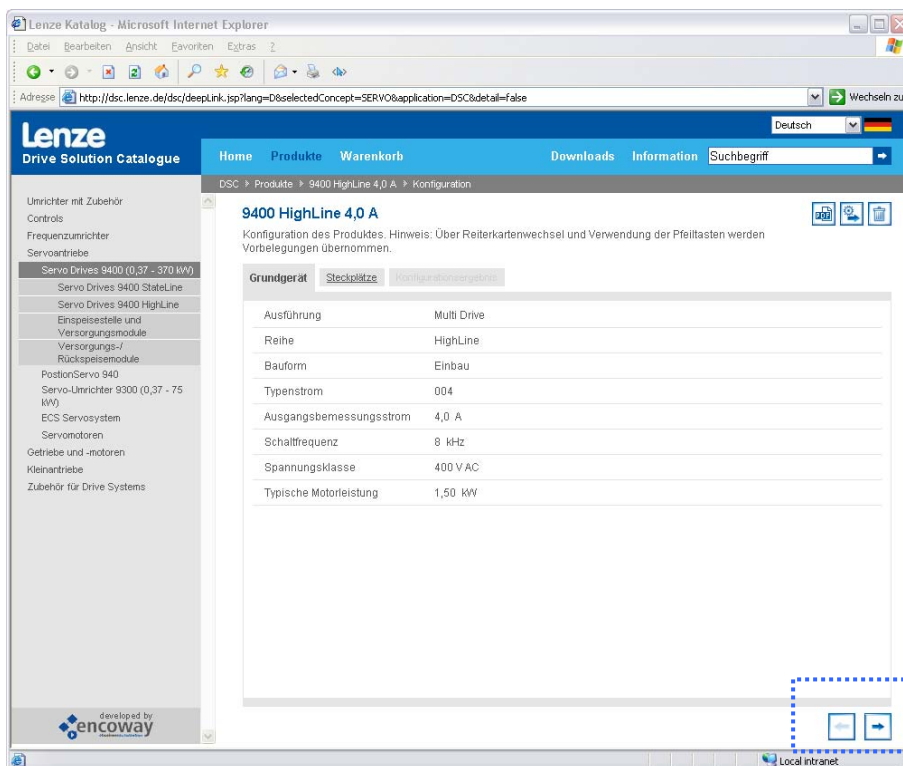 Lenze Katalog - Microsoft Internet Explorer
Datei Bearbeiten Ansicht Favoriten Extras ?
Adresse http://dsc.lenze.de/dsc/deepLink.jsp?lang=D&selectedConcept=SERVO&application=DSC&detail=false Wechseln zu
Lenze
Deutsch
Drive Solution Catalogue Home Produkte Warenkorb Downloads Information Suchbegriff
DSC Produkte 9400 HighLine 4,0 A Konfiguration
Umrichter mit Zubehör
Controls
Frequenzumrichter
Servoantriebe
Servo Drives 9400 (0,37 - 370 kW)
Servo Drives 9400 StateLine
Servo Drives 9400 HighLine
Einspeisestelle und
Versorgungsmodule
Versorgungs-/
Rückspeisemodule
PostionServo 940
Servo-Umrichter 9300 (0,37 - 75
kW)
ECS Servosystem
Servomotoren
Getriebe und -motoren
Kleinantriebe
Zubehör für Drive Systems
developed by
encoway
9400 HighLine 4,0 A
PDF
Konfiguration des Produktes. Hinweis: Über Reiterkartenwechsel und Verwendung der Pfeiltasten werden
Vorbelegungen übernommen.
Grundgerät Steckplätze Konfigurationsergebnis
Ausführung Multi Drive
Reihe HighLine
Bauform Einbau
Typenstrom 004
Ausgangsbemessungsstrom 4,0 A
Schaltfrequenz 8 kHz
Spannungsklasse 400 V AC
Typische Motorleistung 1,50 kW
Local intranet